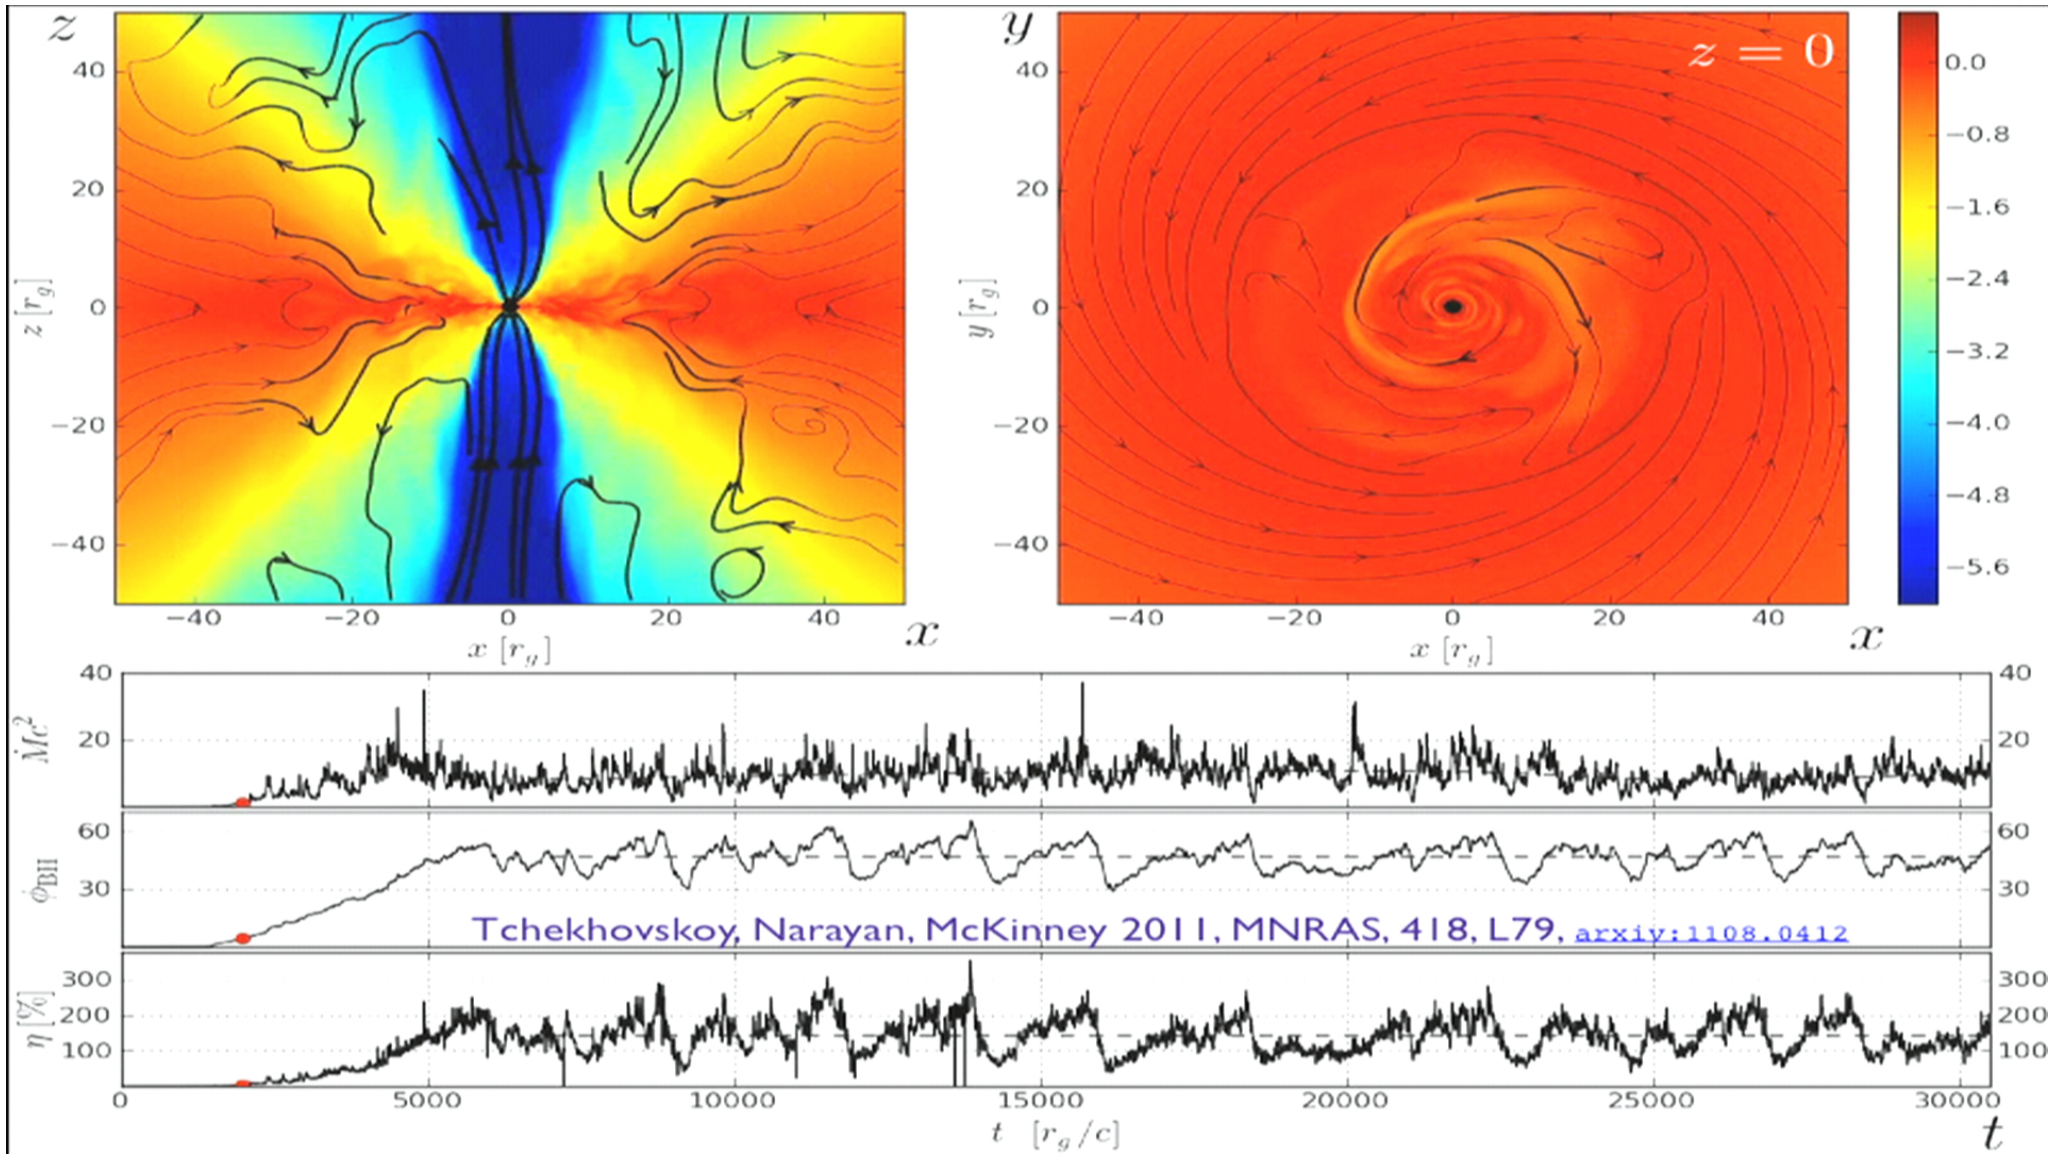 z
y
z = 0
40
20
0
−20
−40
z [r_g]
−40 −20 0 20 40
x
x [r_g]
40
20
0
−20
−40
y [r_g]
−40 −20 0 20 40
x
x [r_g]
0.0
−0.8
−1.6
−2.4
−3.2
−4.0
−4.8
−5.6
Ṁc²
40 40
20 20
ϕ_BH
60 60
30 30
Tchekhovskoy, Narayan, McKinney 2011, MNRAS, 418, L79, arxiv:1108.0412
η [%]
300 300
200 200
100 100
0 5000 10000 15000 20000 25000 30000
t [r_g/c]
t